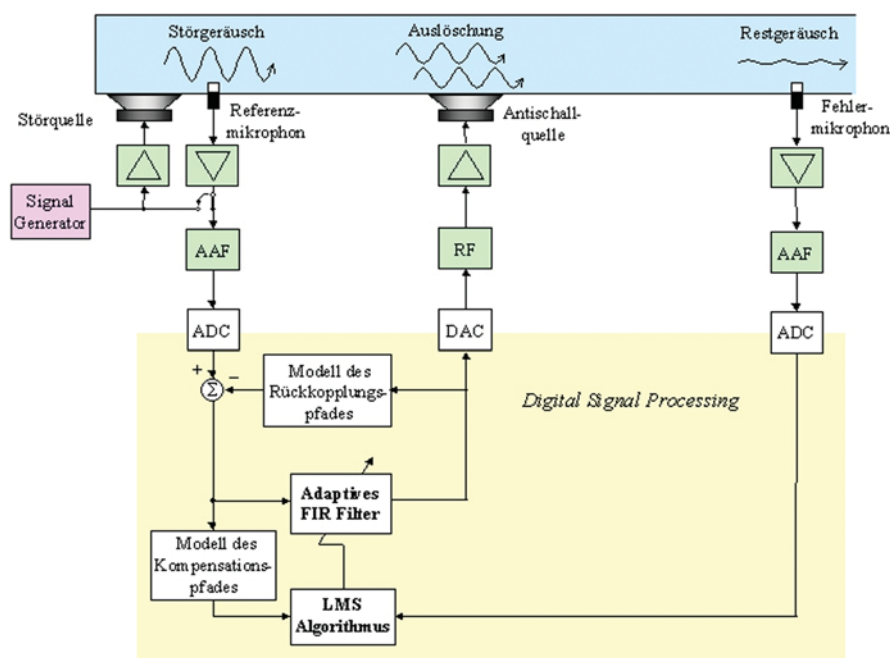 Störgeräusch
Auslöschung
Restgeräusch
Störquelle
Referenz-
mikrophon
Antischall-
quelle
Fehler-
mikrophon
Signal
Generator
AAF
RF
AAF
ADC
DAC
ADC
+
−
Σ
Modell des
Rückkopplungs-
pfades
Digital Signal Processing
Adaptives
FIR Filter
Modell des
Kompensations-
pfades
LMS
Algorithmus